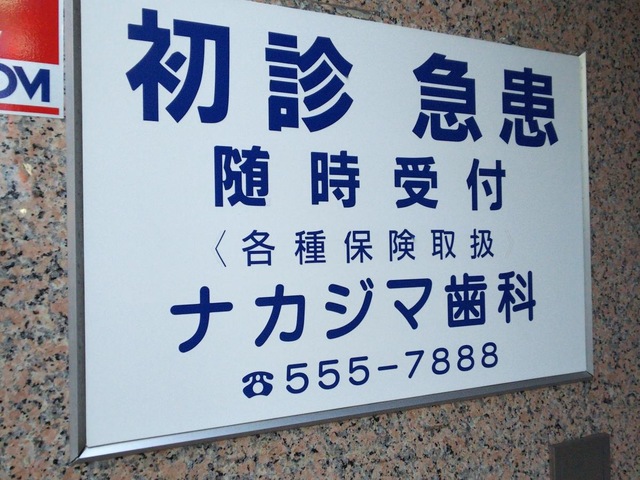 初診 急患
随時受付
〈各種保険取扱
ナカジマ歯科
☎555-7888